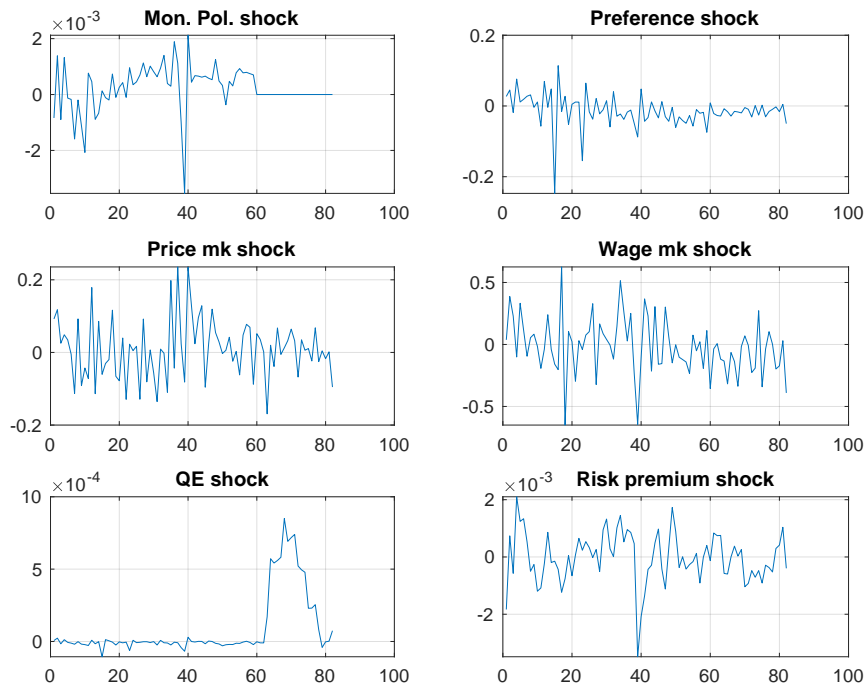 Mon. Pol. shock
×10⁻³
2
0
-2
0 20 40 60 80 100
Preference shock
0.2
0
-0.2
0 20 40 60 80 100
Price mk shock
0.2
0
-0.2
0 20 40 60 80 100
Wage mk shock
0.5
0
-0.5
0 20 40 60 80 100
QE shock
×10⁻⁴
10
5
0
0 20 40 60 80 100
Risk premium shock
×10⁻³
2
0
-2
0 20 40 60 80 100